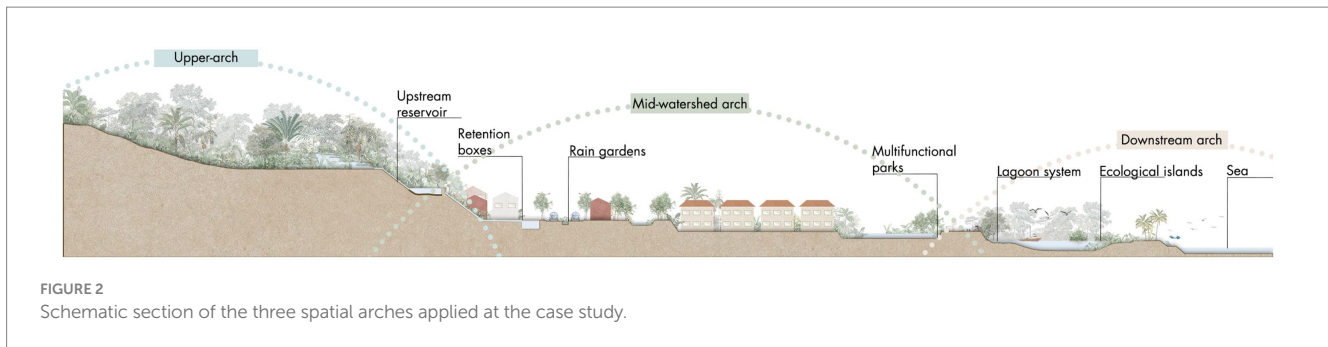 Upper-arch
Upstream
reservoir
Mid-watershed arch
Retention
boxes
Rain gardens
Multifunctional
parks
Downstream arch
Lagoon system
Ecological islands
Sea
FIGURE 2
Schematic section of the three spatial arches applied at the case study.